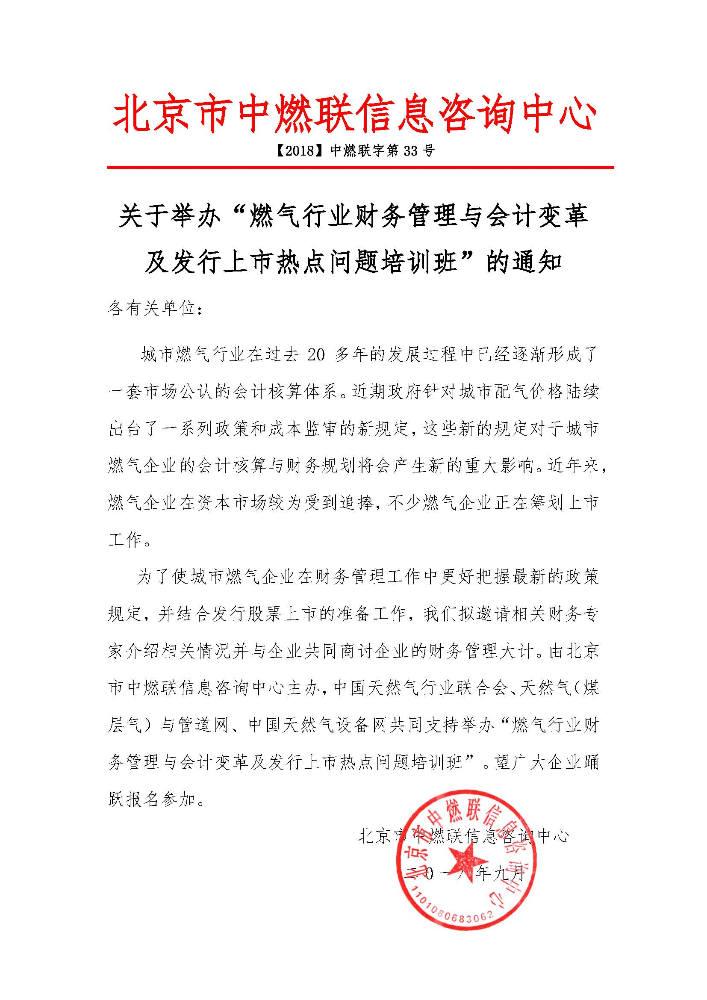 北京市中燃联信息咨询中心
【2018】中燃联字第 33 号
关于举办“燃气行业财务管理与会计变革
及发行上市热点问题培训班”的通知
各有关单位：
城市燃气行业在过去 20 多年的发展过程中已经逐渐形成了
一套市场公认的会计核算体系。近期政府针对城市配气价格陆续
出台了一系列政策和成本监审的新规定，这些新的规定对于城市
燃气企业的会计核算与财务规划将会产生新的重大影响。近年来，
燃气企业在资本市场较为受到追捧，不少燃气企业正在筹划上市
工作。
为了使城市燃气企业在财务管理工作中更好把握最新的政策
规定，并结合发行股票上市的准备工作，我们拟邀请相关财务专
家介绍相关情况并与企业共同商讨企业的财务管理大计。由北京
市中燃联信息咨询中心主办，中国天然气行业联合会、天然气（煤
层气）与管道网、中国天然气设备网共同支持举办“燃气行业财
务管理与会计变革及发行上市热点问题培训班”。望广大企业踊
跃报名参加。
北京市中燃联信息咨询中心
二0一八年九月
北京市中燃联信息咨询中心
1101080683062